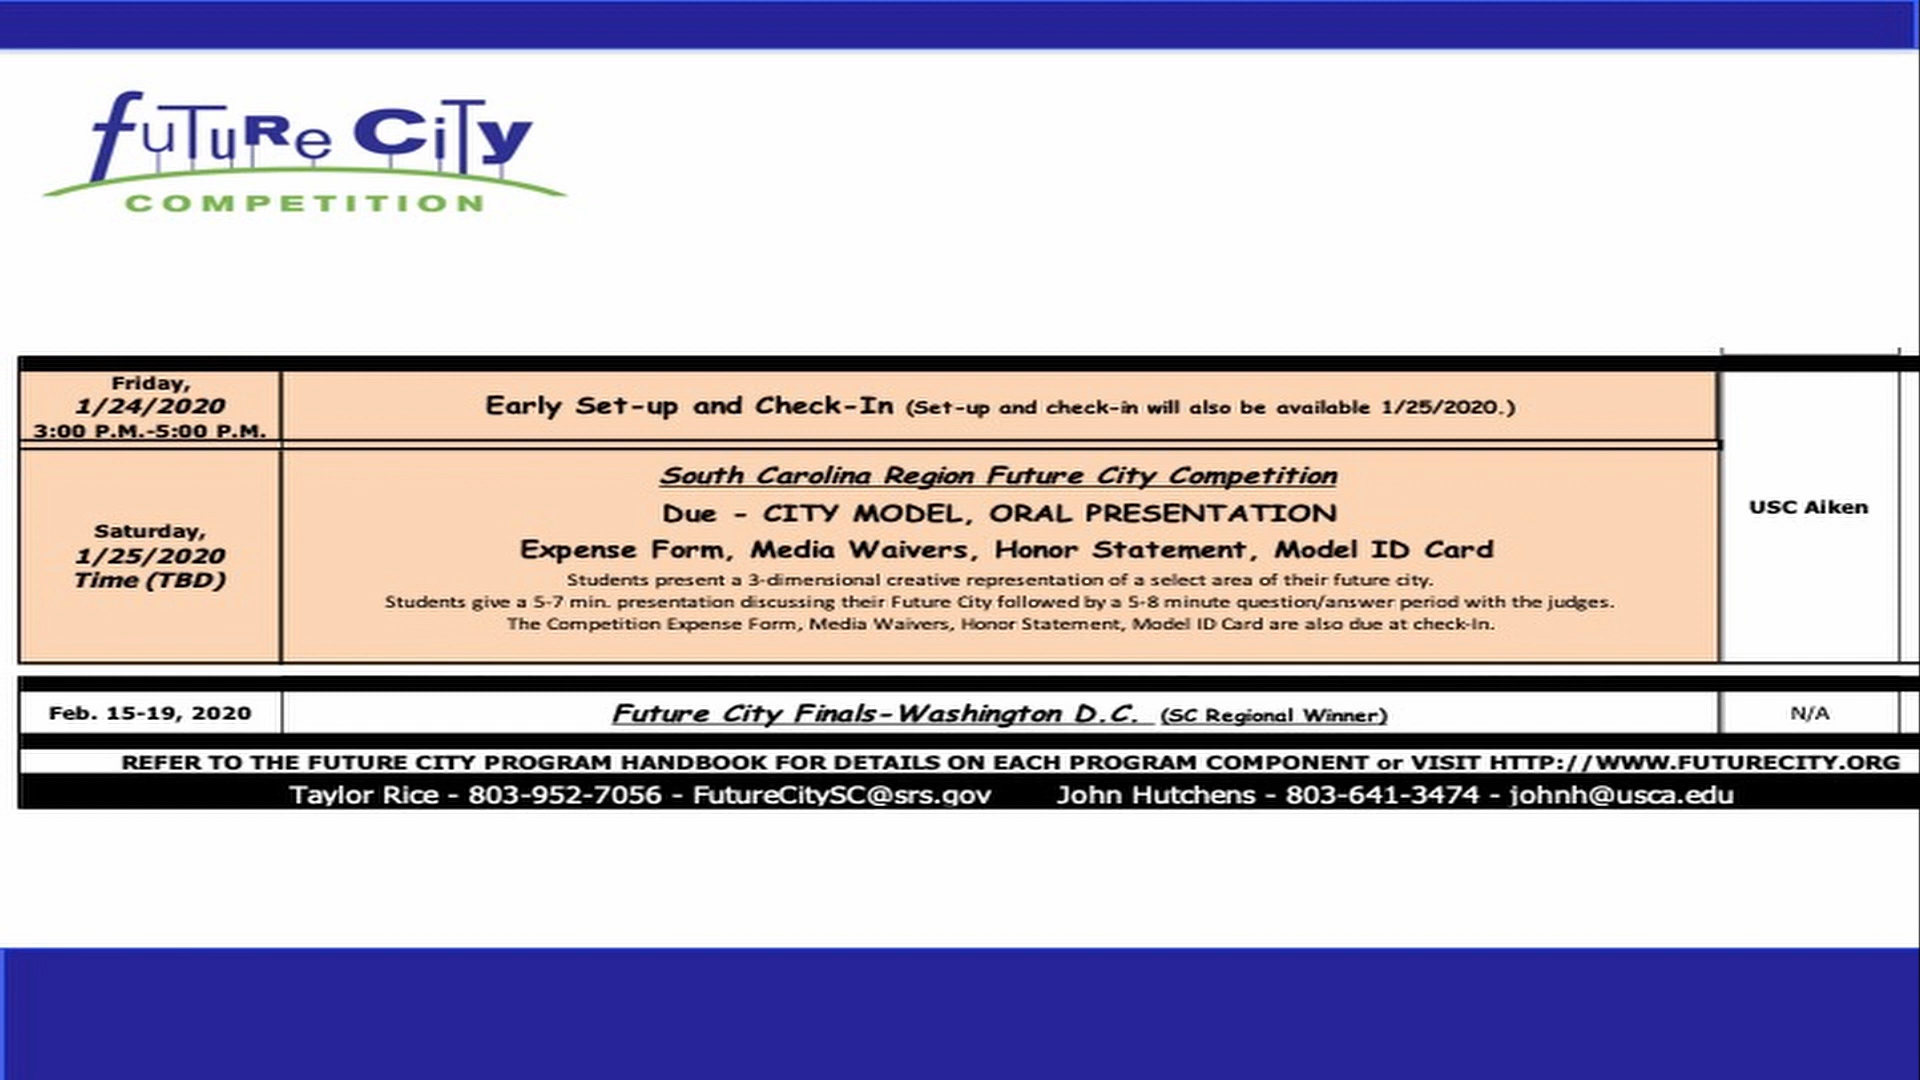 fuTuRe CiTy
COMPETITION
Friday,
1/24/2020
3:00 P.M.-5:00 P.M.
Early Set-up and Check-In (Set-up and check-in will also be available 1/25/2020.)
South Carolina Region Future City Competition
Due - CITY MODEL, ORAL PRESENTATION
Expense Form, Media Waivers, Honor Statement, Model ID Card
Students present a 3-dimensional creative representation of a select area of their future city.
Students give a 5-7 min. presentation discussing their Future City followed by a 5-8 minute question/answer period with the judges.
The Competition Expense Form, Media Waivers, Honor Statement, Model ID Card are also due at check-In.
Saturday,
1/25/2020
Time (TBD)
USC Aiken
Feb. 15-19, 2020
Future City Finals-Washington D.C. (SC Regional Winner)
N/A
REFER TO THE FUTURE CITY PROGRAM HANDBOOK FOR DETAILS ON EACH PROGRAM COMPONENT or VISIT HTTP://WWW.FUTURECITY.ORG
Taylor Rice - 803-952-7056 - FutureCitySC@srs.gov John Hutchens - 803-641-3474 - johnh@usca.edu